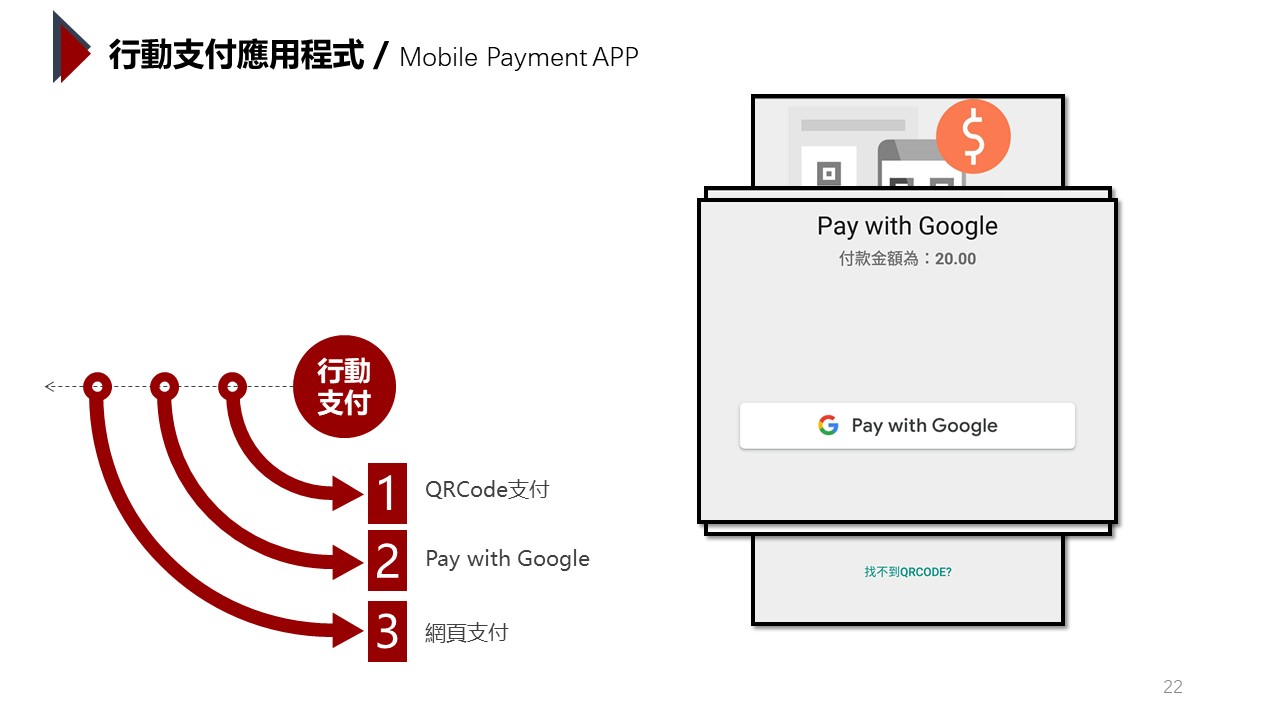 行動支付應用程式 / Mobile Payment APP
$
Pay with Google
付款金額為：20.00
G Pay with Google
找不到QRCODE?
行動
支付
1 QRCode支付
2 Pay with Google
3 網頁支付
22